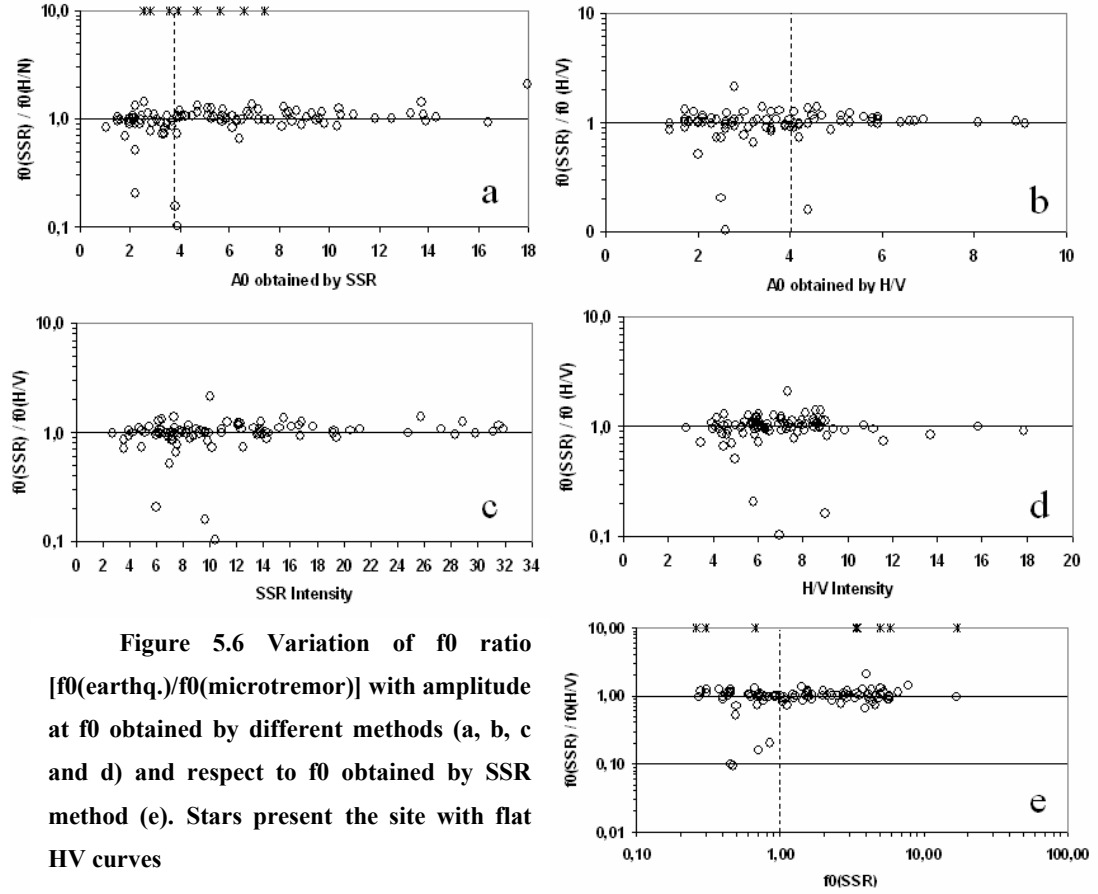 10,0
1,0
0,1
f0(SSR) / f0(H/N)
0 2 4 6 8 10 12 14 16 18
A0 obtained by SSR
a
10
1
0
f0(SSR) / f0 (H/V)
0 2 4 6 8 10
A0 obtained by H/V
b
10,0
1,0
0,1
f0(SSR) / f0(H/V)
0 2 4 6 8 10 12 14 16 18 20 22 24 26 28 30 32 34
SSR Intensity
c
10,0
1,0
0,1
f0(SSR) / f0 (H/V)
0 2 4 6 8 10 12 14 16 18 20
H/V Intensity
d
Figure 5.6 Variation of f0 ratio
[f0(earthq.)/f0(microtremor)] with amplitude
at f0 obtained by different methods (a, b, c
and d) and respect to f0 obtained by SSR
method (e). Stars present the site with flat
HV curves
10,00
1,00
0,10
0,01
f0(SSR) / f0(H/V)
0,10 1,00 10,00 100,00
f0(SSR)
e